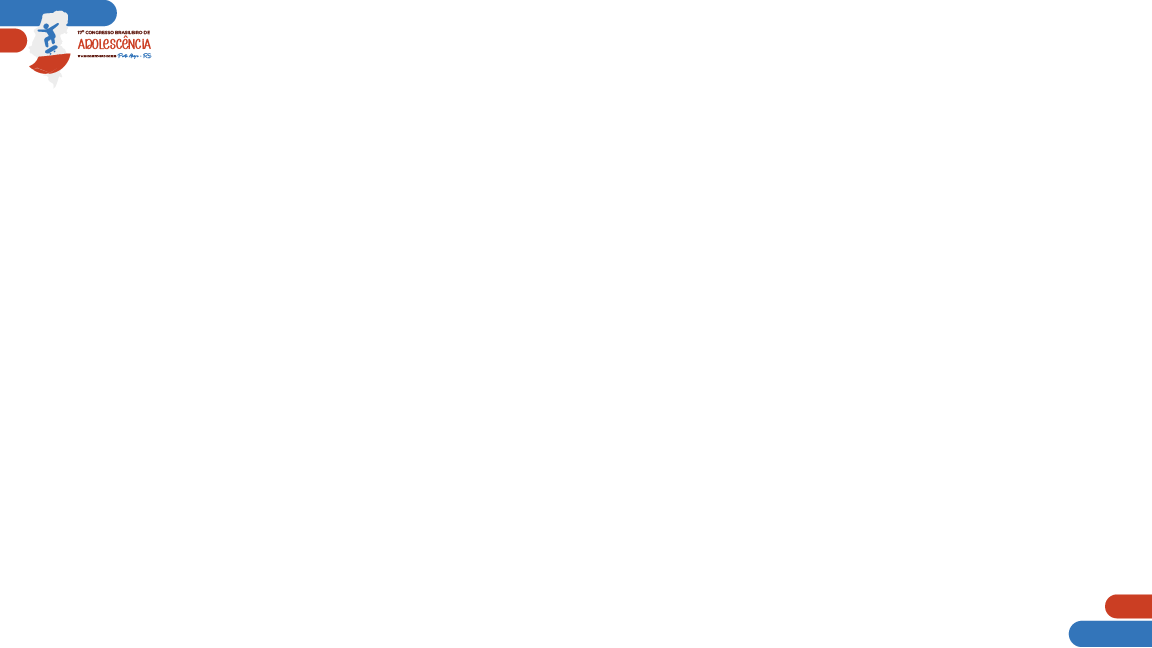 17º CONGRESSO BRASILEIRO DE
ADOLESCÊNCIA
Porto Alegre - RS